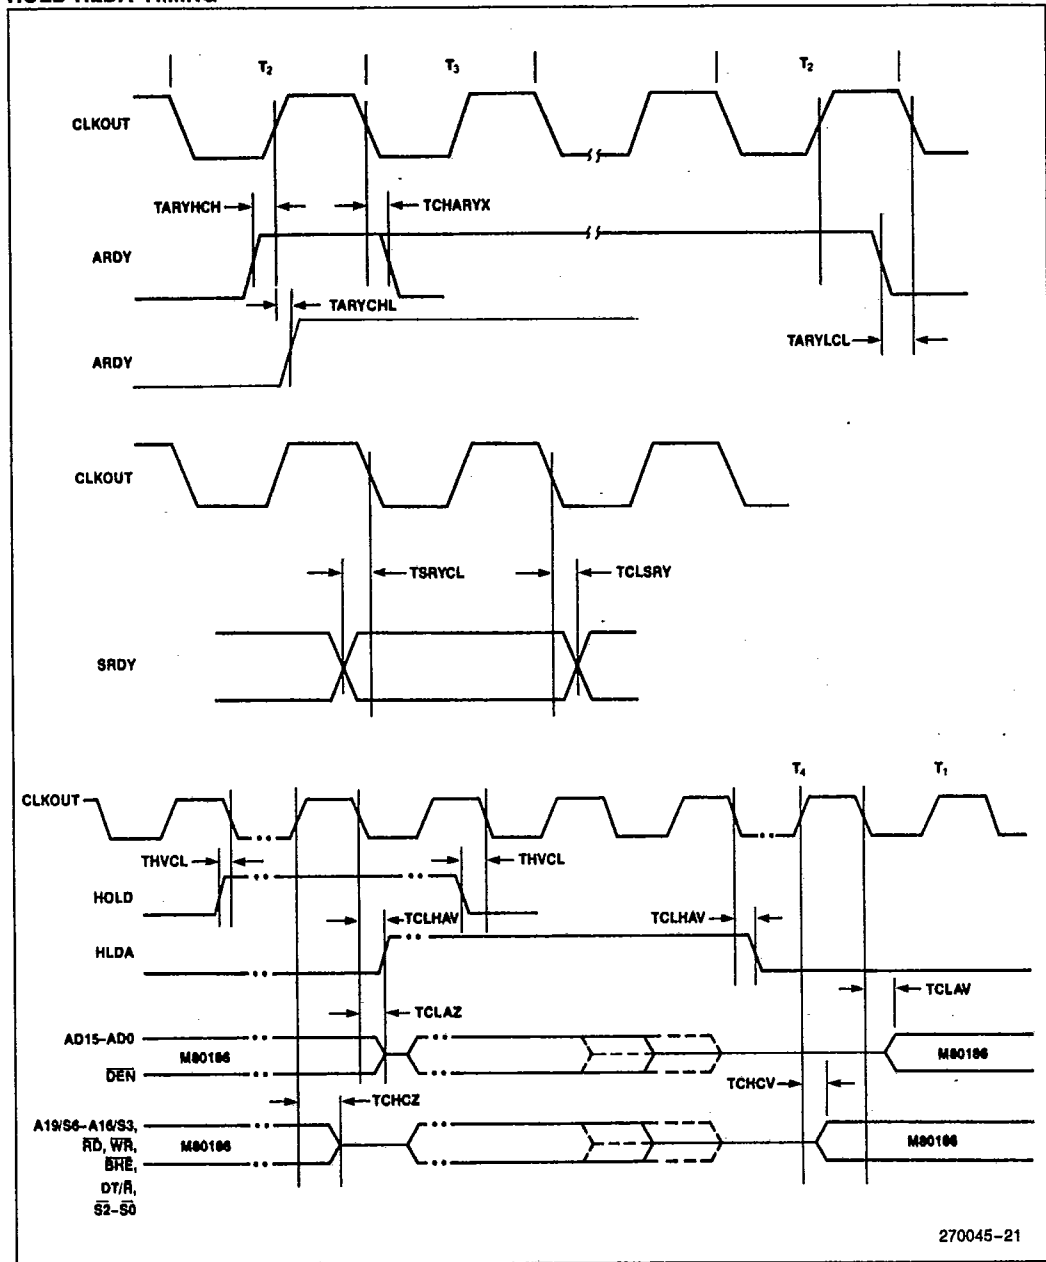 HOLD-HLDA TIMING
T2 T3 T2
CLKOUT
TARYHCH TCHARYX
ARDY
TARYCHL
TARYLCL
ARDY
CLKOUT
TSRYCL TCLSRY
SRDY
T4 T1
CLKOUT
THVCL THVCL
HOLD
TCLHAV TCLHAV
HLDA
TCLAZ TCLAV
AD15-AD0
M80186 M80186
DEN
TCHCV
TCHCZ
A19/S6-A16/S3,
RD, WR, M80186 M80186
BHE,
DT/R,
S2-S0
270045-21